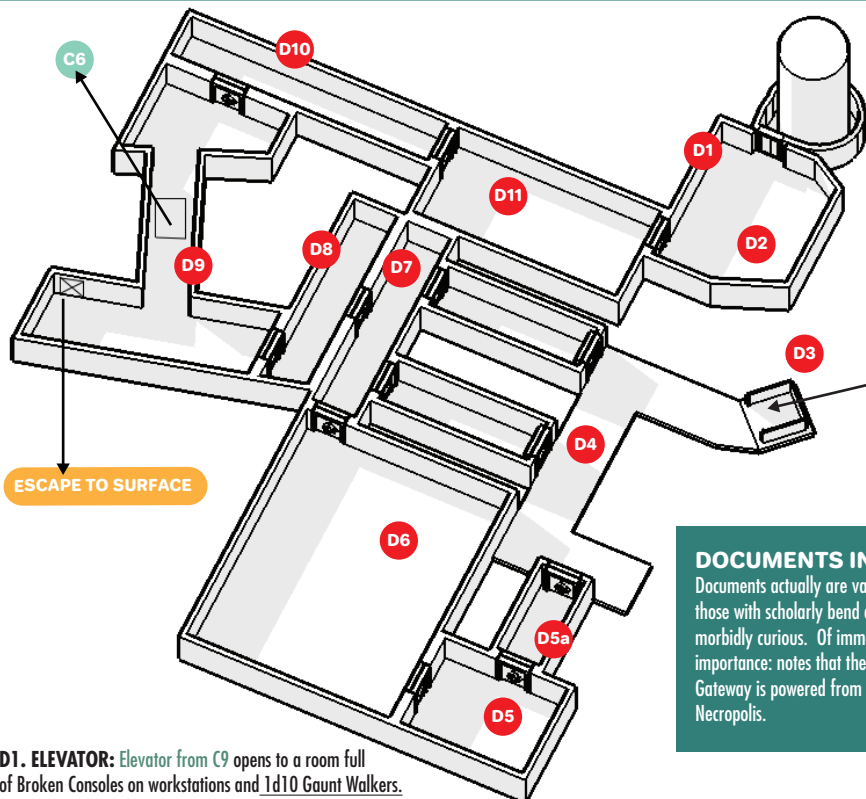 C6
D10
D1
D11
D2
D8
D7
D9
D3
D4
ESCAPE TO SURFACE
D6
D5a
D5
DOCUMENTS IN
Documents actually are va
those with scholarly bend
morbidly curious. Of imm
importance: notes that the
Gateway is powered from
Necropolis.
D1. ELEVATOR: Elevator from C9 opens to a room full
of Broken Consoles on workstations and 1d10 Gaunt Walkers.